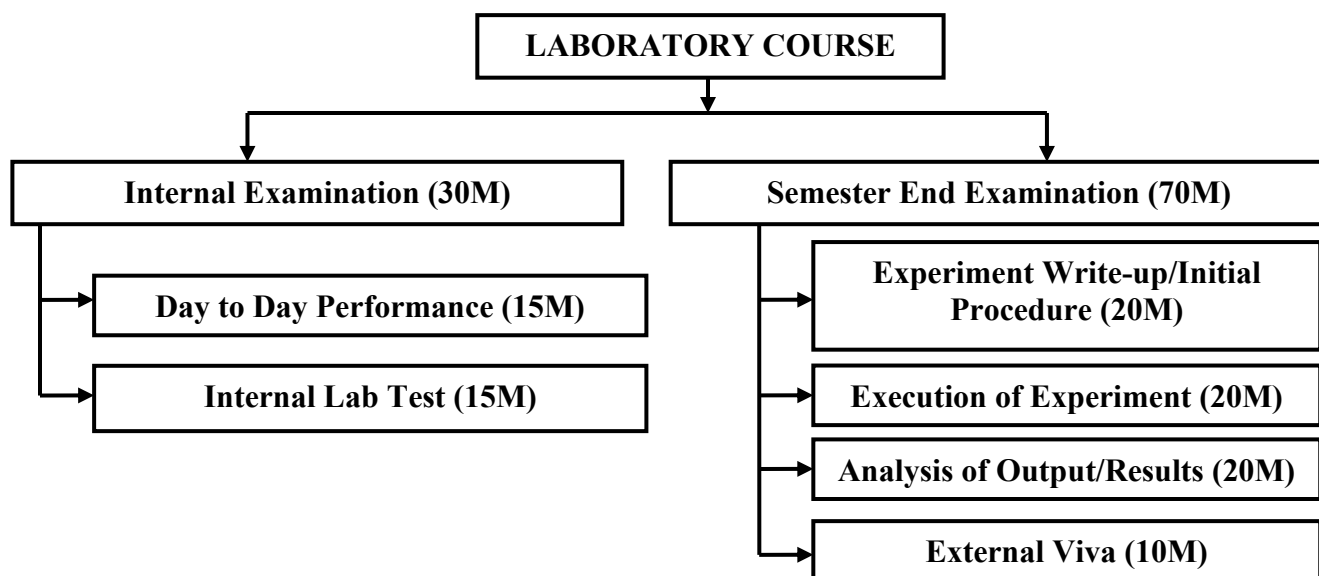 LABORATORY COURSE
Internal Examination (30M)
Day to Day Performance (15M)
Internal Lab Test (15M)
Semester End Examination (70M)
Experiment Write-up/Initial
Procedure (20M)
Execution of Experiment (20M)
Analysis of Output/Results (20M)
External Viva (10M)